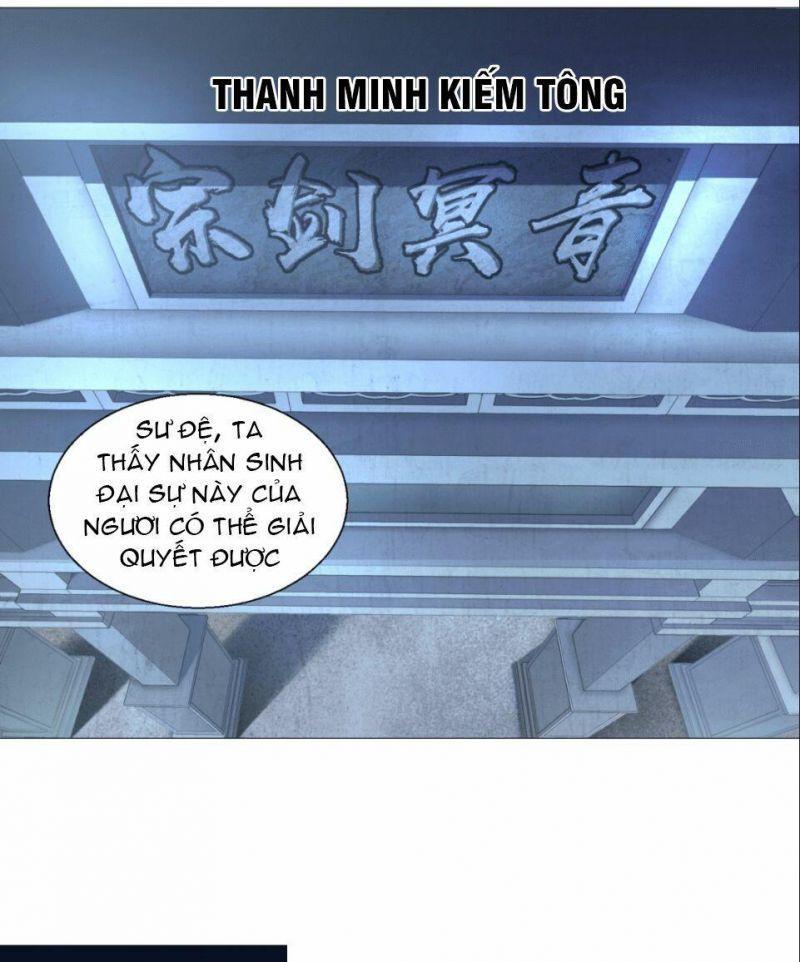 THANH MINH KIẾM TÔNG
青冥剑宗
SƯ ĐỆ, TA
THẤY NHÂN SINH
ĐẠI SỰ NÀY CỦA
NGƯƠI CÓ THỂ GIẢI
QUYẾT ĐƯỢC